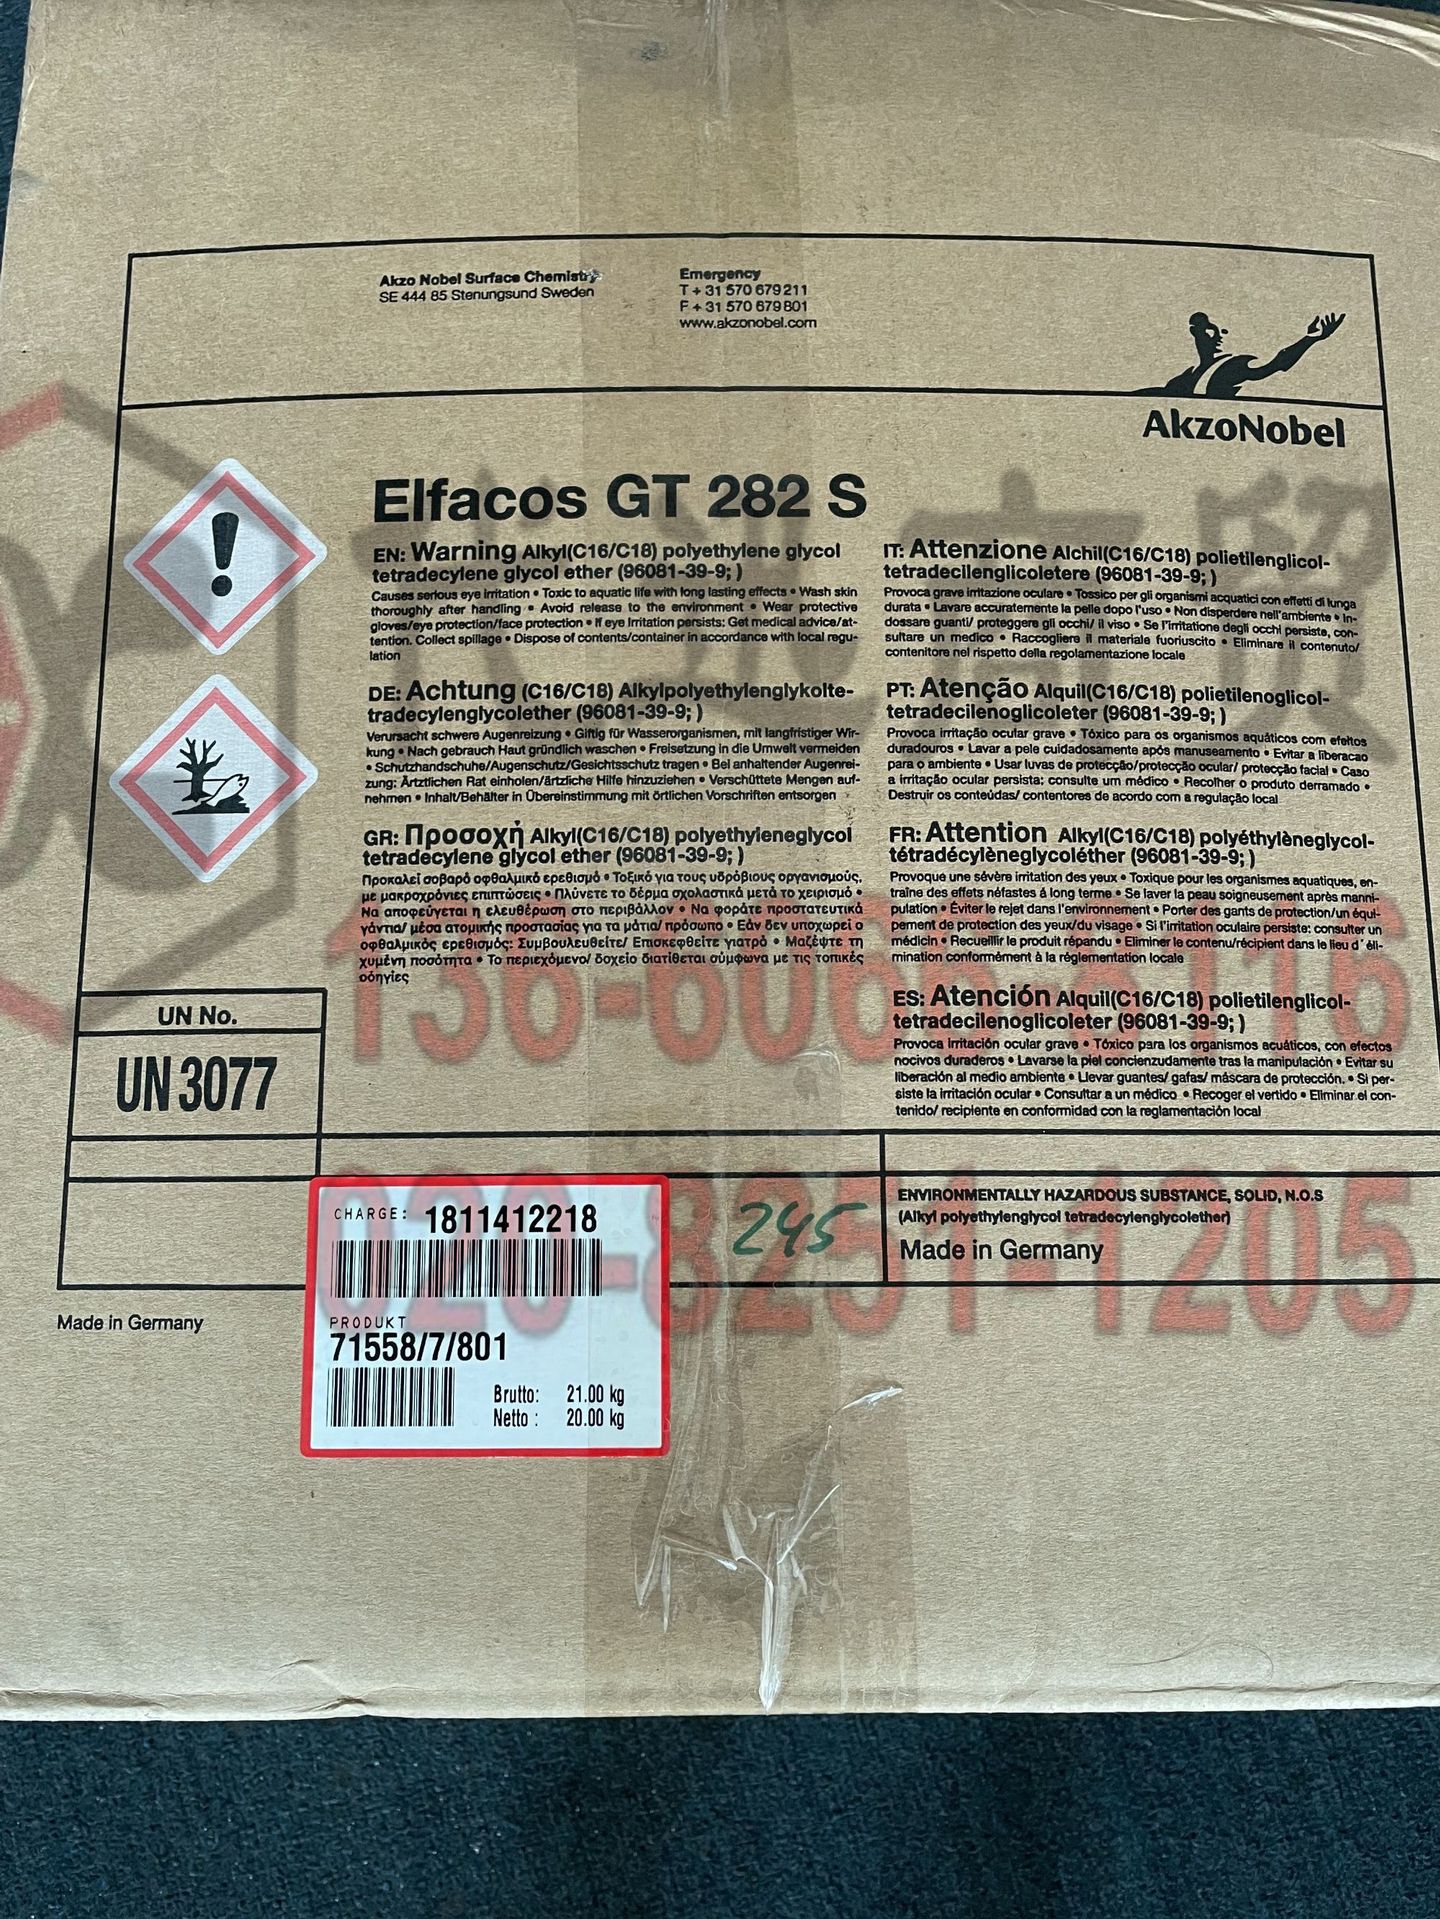 Akzo Nobel Surface Chemistry
SE 444 85 Stenungsund Sweden
Emergency
T + 31 570 679 211
F + 31 570 679 801
www.akzonobel.com
AkzoNobel
Elfacos GT 282 S
EN: Warning Alkyl(C16/C18) polyethylene glycol
tetradecylene glycol ether (96081-39-9; )
Causes serious eye irritation • Toxic to aquatic life with long lasting effects • Wash skin
thoroughly after handling • Avoid release to the environment • Wear protective
gloves/eye protection/face protection • If eye irritation persists: Get medical advice/at-
tention. Collect spillage • Dispose of contents/container in accordance with local regu-
lation
DE: Achtung (C16/C18) Alkylpolyethylenglykolte-
tradecylenglycolether (96081-39-9; )
Verursacht schwere Augenreizung • Giftig für Wasserorganismen, mit langfristiger Wir-
kung • Nach gebrauch Haut gründlich waschen • Freisetzung in die Umwelt vermeiden
• Schutzhandschuhe/Augenschutz/Gesichtsschutz tragen • Bei anhaltender Augenrei-
zung: Ärtztlichen Rat einholen/ärtzliche Hilfe hinzuziehen • Verschüttete Mengen auf-
nehmen • Inhalt/Behälter in Übereinstimmung mit örtlichen Vorschriften entsorgen
GR: Προσοχή Alkyl(C16/C18) polyethyleneglycol
tetradecylene glycol ether (96081-39-9; )
Προκαλεί σοβαρό οφθαλμικό ερεθισμό • Τοξικό για τους υδρόβιους οργανισμούς,
με μακροχρόνιες επιπτώσεις • Πλύνετε το δέρμα σχολαστικά μετά το χειρισμό •
Να αποφεύγεται η ελευθέρωση στο περιβάλλον • Να φοράτε προστατευτικά
γάντια/ μέσα ατομικής προστασίας για τα μάτια/ πρόσωπο • Εάν δεν υποχωρεί ο
οφθαλμικός ερεθισμός: Συμβουλευθείτε/ Επισκεφθείτε γιατρό • Μαζέψτε τη
χυμένη ποσότητα • Το περιεχόμενο/ δοχείο διατίθεται σύμφωνα με τις τοπικές
οδηγίες
IT: Attenzione Alchil(C16/C18) polietilenglicol-
tetradecilenglicoletere (96081-39-9; )
Provoca grave irritazione oculare • Tossico per gli organismi acquatici con effetti di lunga
durata • Lavare accuratamente la pelle dopo l'uso • Non disperdere nell'ambiente • In-
dossare guanti/ proteggere gli occhi/ il viso • Se l'irritazione degli occhi persiste, con-
sultare un medico • Raccogliere il materiale fuoriuscito • Eliminare il contenuto/
contenitore nel rispetto della regolamentazione locale
PT: Atenção Alquil(C16/C18) polietilenoglicol-
tetradecilenoglicoleter (96081-39-9; )
Provoca irritação ocular grave • Tóxico para os organismos aquáticos com efeitos
duradouros • Lavar a pele cuidadosamente após manuseamento • Evitar a liberacao
para o ambiente • Usar luvas de protecção/protecção ocular/ protecção facial • Caso
a irritação ocular persista: consulte um médico • Recolher o produto derramado •
Destruir os conteúdas/ contentores de acordo com a regulação local
FR: Attention Alkyl(C16/C18) polyéthylèneglycol-
tétradécylèneglycoléther (96081-39-9; )
Provoque une sévère irritation des yeux • Toxique pour les organismes aquatiques, en-
traîne des effets néfastes á long terme • Se laver la peau soigneusement après mani-
pulation • Éviter le rejet dans l'environnement • Porter des gants de protection/un équi-
pement de protection des yeux/du visage • Si l'irritation oculaire persiste: consulter un
médicin • Recueillir le produit répandu • Eliminer le contenu/récipient dans le lieu d'éli-
mination conformément à la réglementation locale
ES: Atención Alquil(C16/C18) polietilenglicol-
tetradecilenoglicoleter (96081-39-9; )
Provoca irritación ocular grave • Tóxico para los organismos acuáticos, con efectos
nocivos duraderos • Lavarse la piel concienzudamente tras la manipulación • Evitar su
liberación al medio ambiente • Llevar guantes/ gafas/ máscara de protección. • Si per-
siste la irritación ocular • Consultar a un médico • Recoger el vertido • Eliminar el con-
tenido/ recipiente en conformidad con la reglamentación local
UN No.
UN 3077
CHARGE: 1811412218
PRODUKT
71558/7/801
Brutto: 21.00 kg
Netto : 20.00 kg
245
ENVIRONMENTALLY HAZARDOUS SUBSTANCE, SOLID, N.O.S
(Alkyl polyethylenglycol tetradecylenglycolether)
Made in Germany
Made in Germany
020-8251-1205